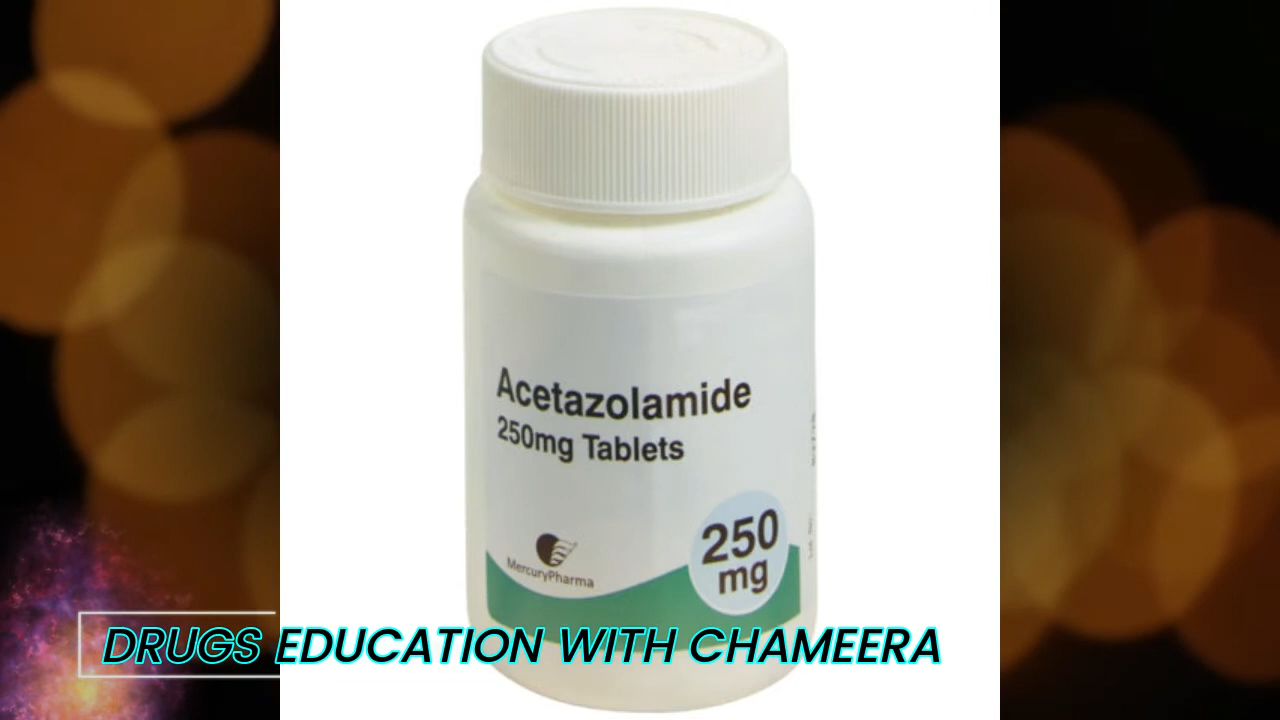 Acetazolamide
250mg Tablets
250
mg
MercuryPharma
DRUGS EDUCATION WITH CHAMEERA